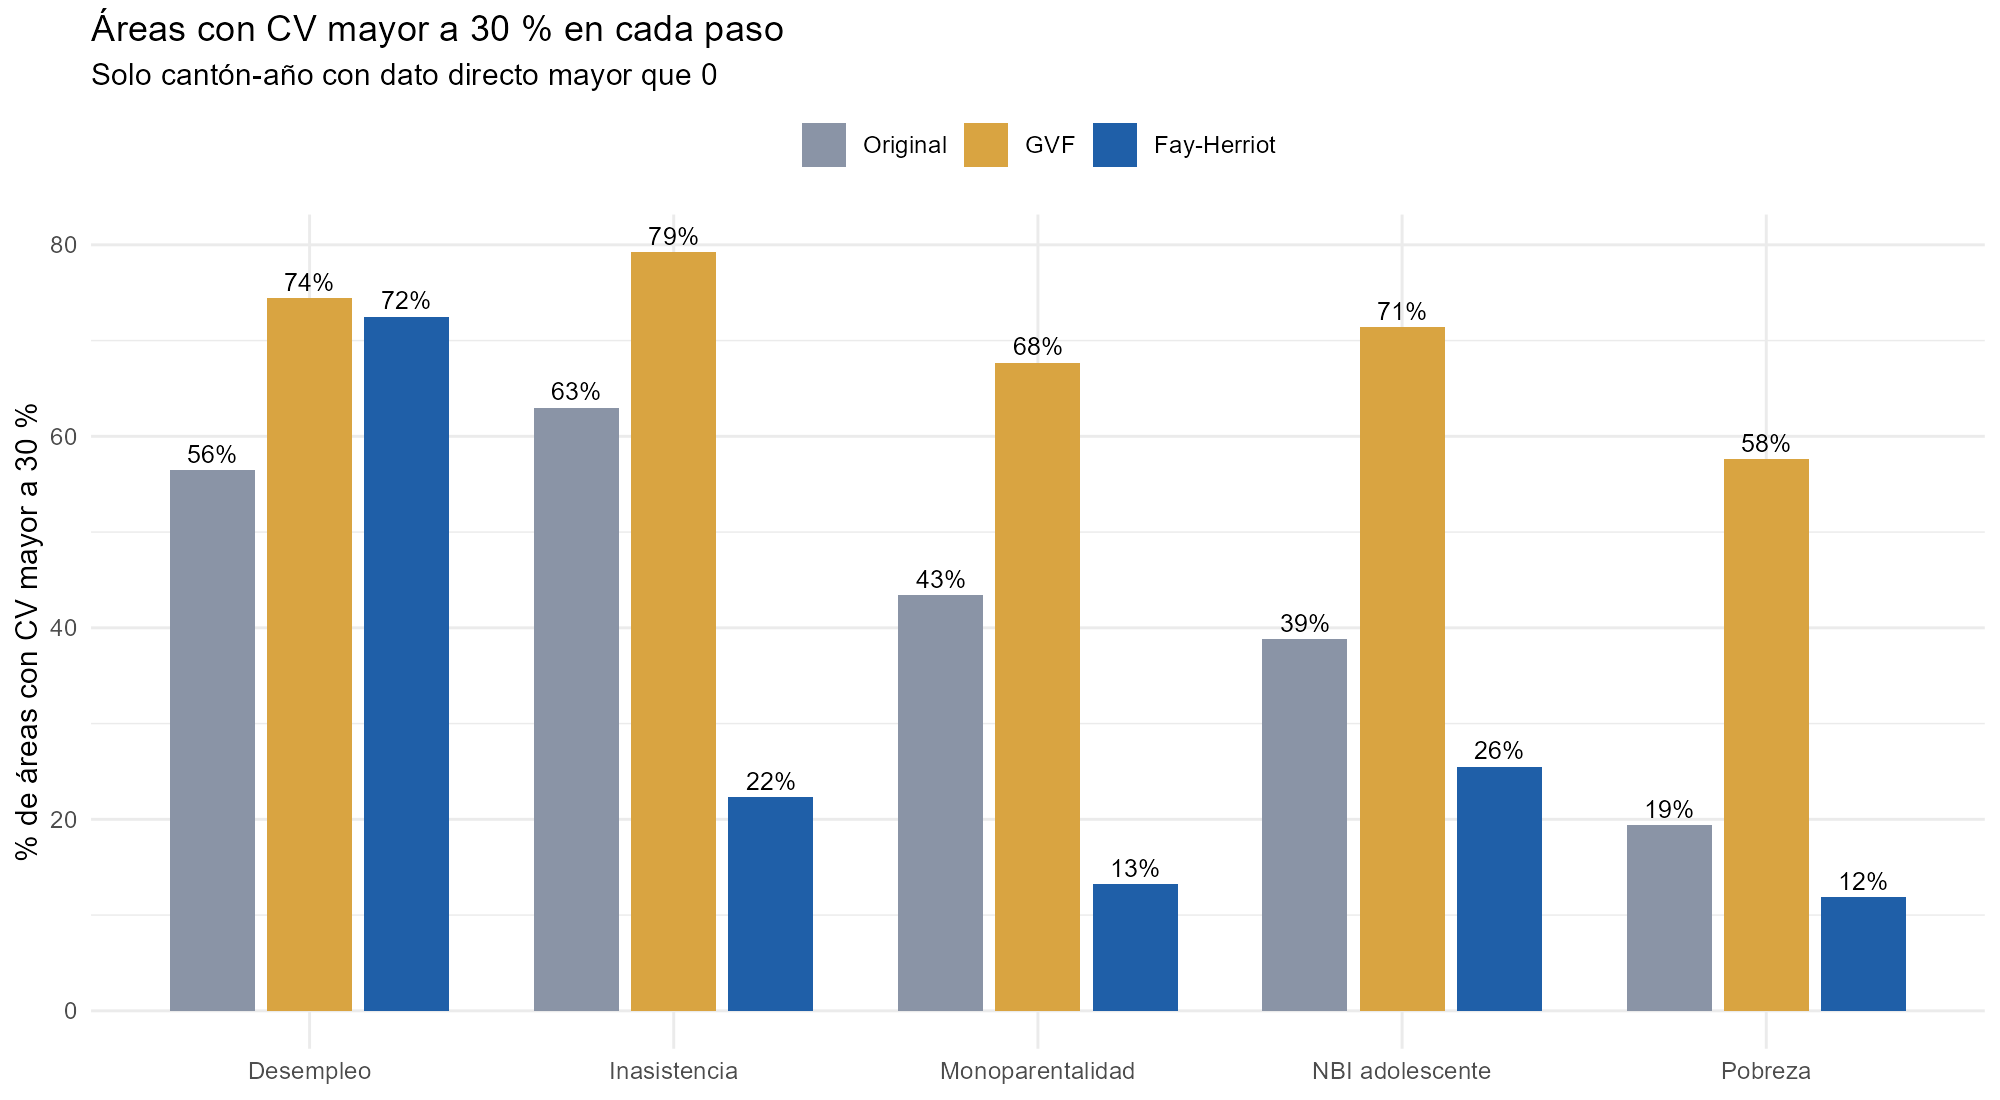 Áreas con CV mayor a 30 % en cada paso
Solo cantón-año con dato directo mayor que 0
Original GVF Fay-Herriot
% de áreas con CV mayor a 30 %
80
60
40
20
0
56% 74% 72%
63% 79% 22%
43% 68% 13%
39% 71% 26%
19% 58% 12%
Desempleo Inasistencia Monoparentalidad NBI adolescente Pobreza